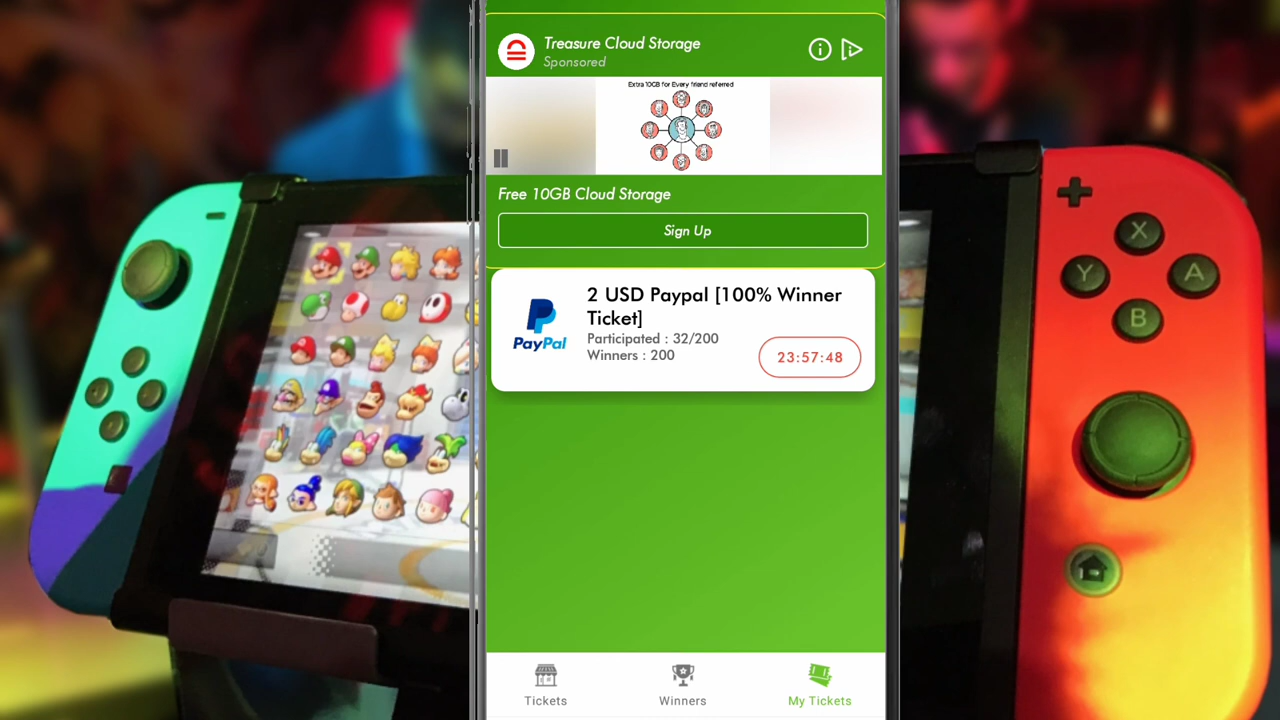 Treasure Cloud Storage
Sponsored
Extra 10GB for Every friend referred
Free 10GB Cloud Storage
Sign Up
2 USD Paypal [100% Winner
Ticket]
Participated : 32/200
Winners : 200
23:57:48
PayPal
Tickets
Winners
My Tickets
X
Y
A
B